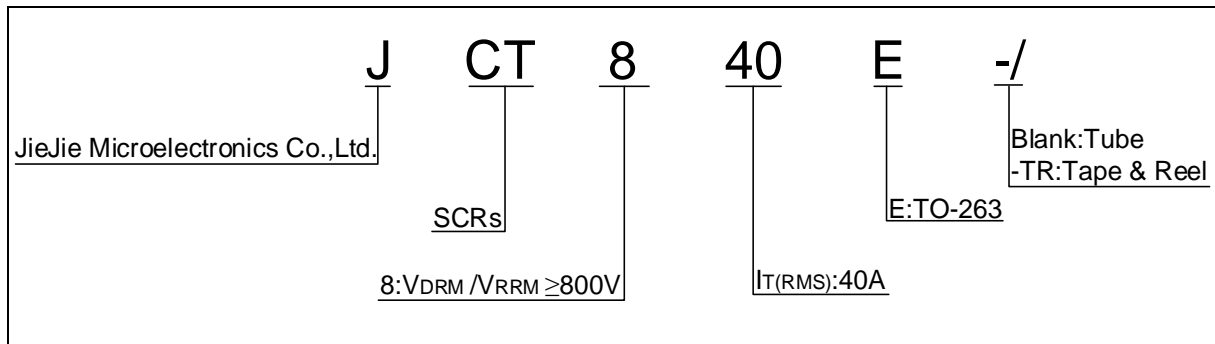 J CT 8 40 E -/
JieJie Microelectronics Co.,Ltd.
Blank:Tube
-TR:Tape & Reel
SCRs
E:TO-263
8:VDRM /VRRM ≥800V
IT(RMS):40A